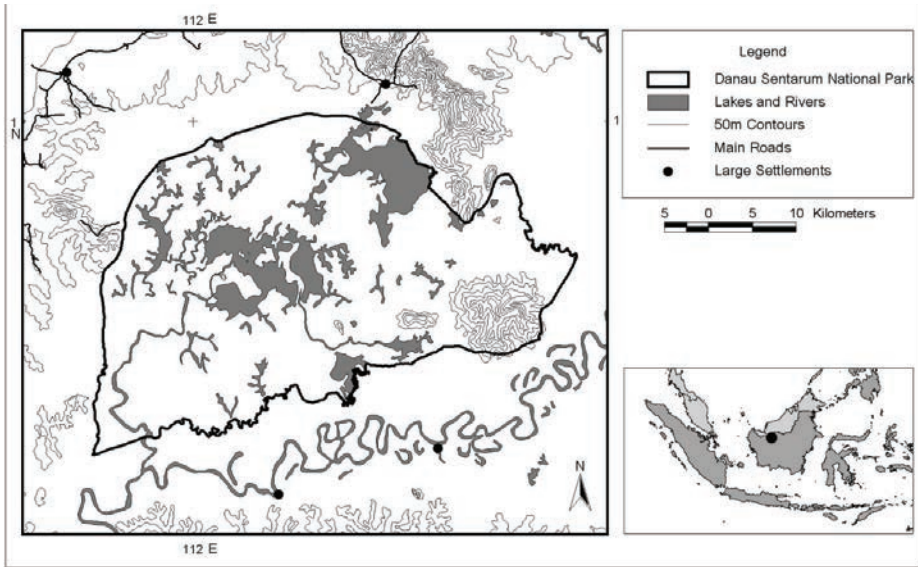 112 E
1
N
1
112 E
N
Legend
Danau Sentarum National Park
Lakes and Rivers
50m Contours
Main Roads
Large Settlements
5 0 5 10 Kilometers